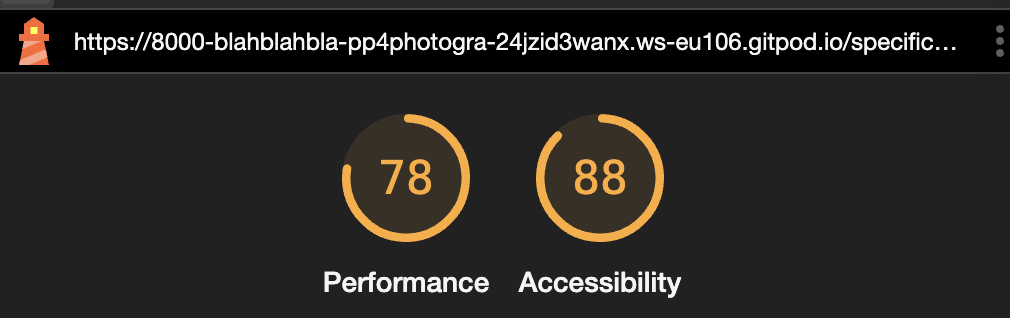 https://8000-blahblahbla-pp4photogra-24jzid3wanx.ws-eu106.gitpod.io/specific...
78 88
Performance Accessibility